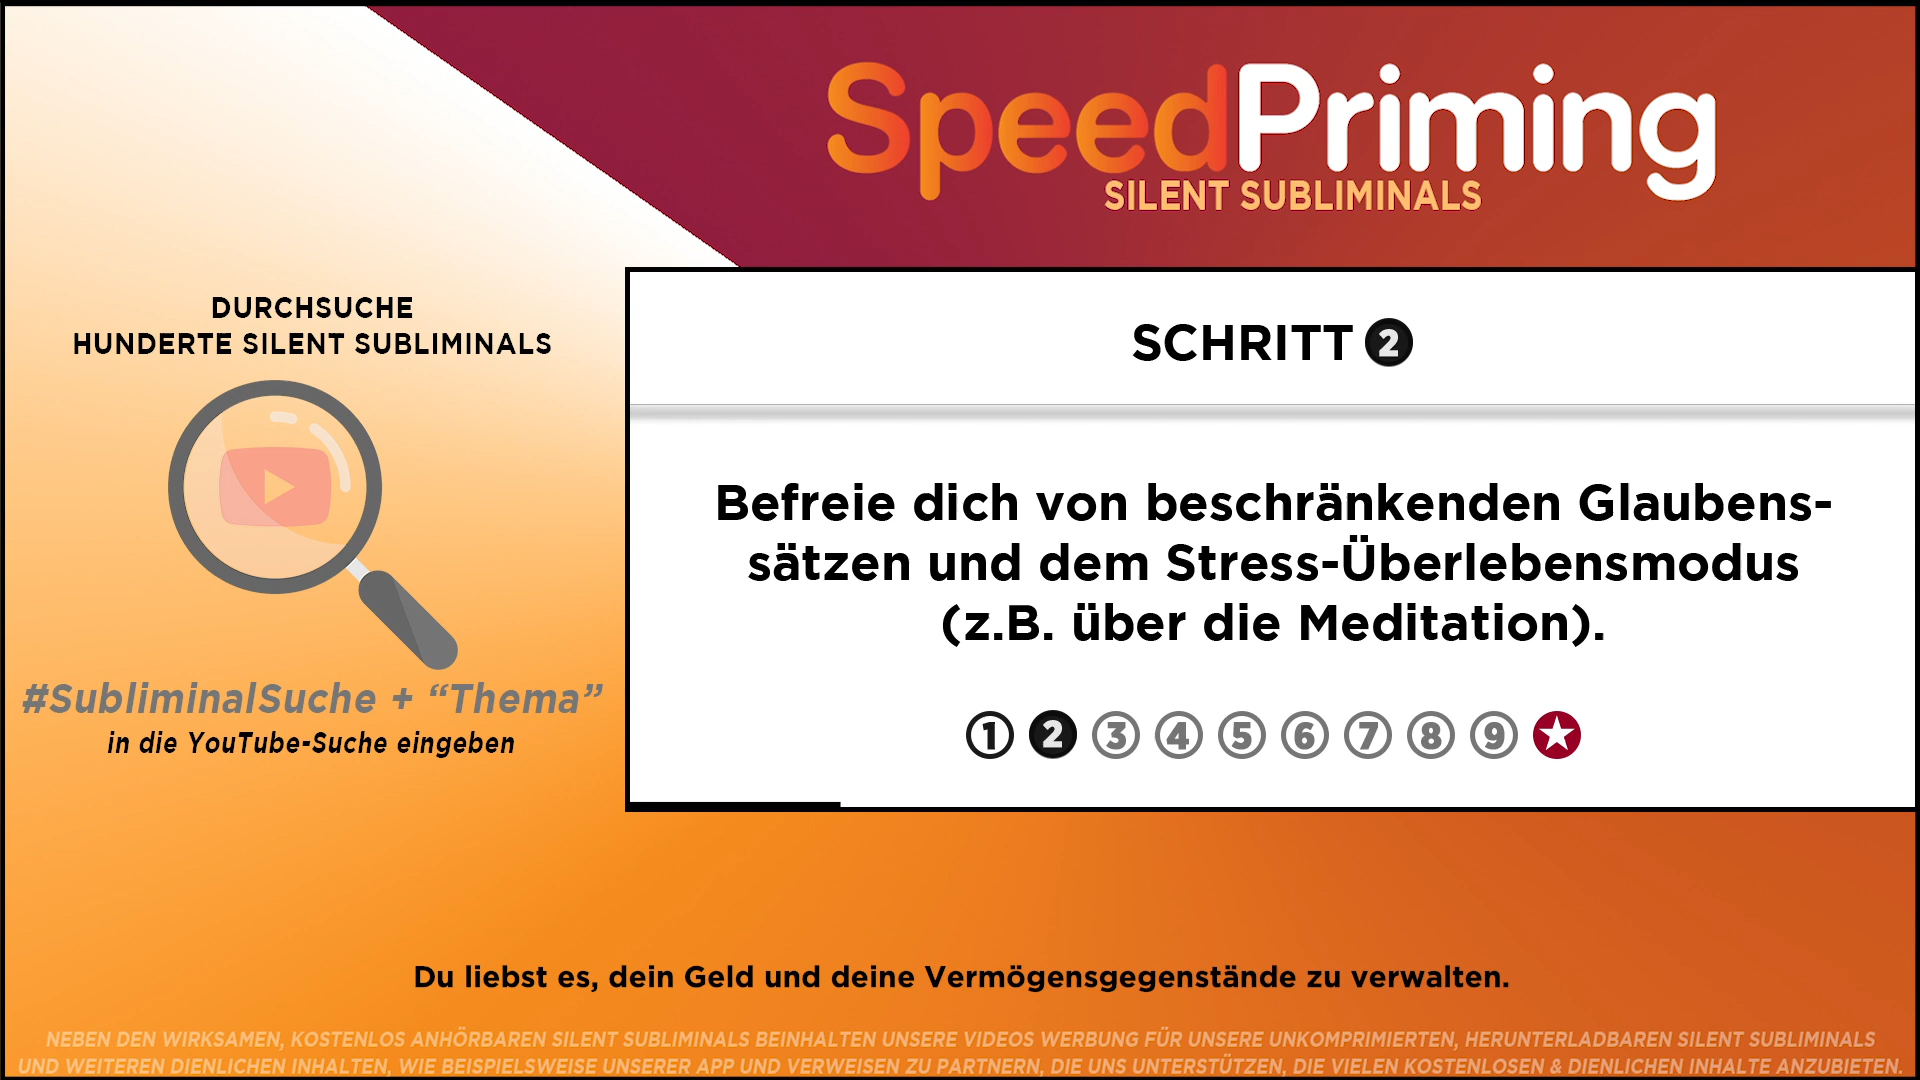 SpeedPriming
SILENT SUBLIMINALS
DURCHSUCHE
HUNDERTE SILENT SUBLIMINALS
#SubliminalSuche + “Thema”
in die YouTube-Suche eingeben
SCHRITT 2
Befreie dich von beschränkenden Glaubens-
sätzen und dem Stress-Überlebensmodus
(z.B. über die Meditation).
1 2 3 4 5 6 7 8 9
Du liebst es, dein Geld und deine Vermögensgegenstände zu verwalten.
NEBEN DEN WIRKSAMEN, KOSTENLOS ANHÖRBAREN SILENT SUBLIMINALS BEINHALTEN UNSERE VIDEOS WERBUNG FÜR UNSERE UNKOMPRIMIERTEN, HERUNTERLADBAREN SILENT SUBLIMINALS
UND WEITEREN DIENLICHEN INHALTEN, WIE BEISPIELSWEISE UNSERER APP UND VERWEISEN ZU PARTNERN, DIE UNS UNTERSTÜTZEN, DIE VIELEN KOSTENLOSEN & DIENLICHEN INHALTE ANZUBIETEN.